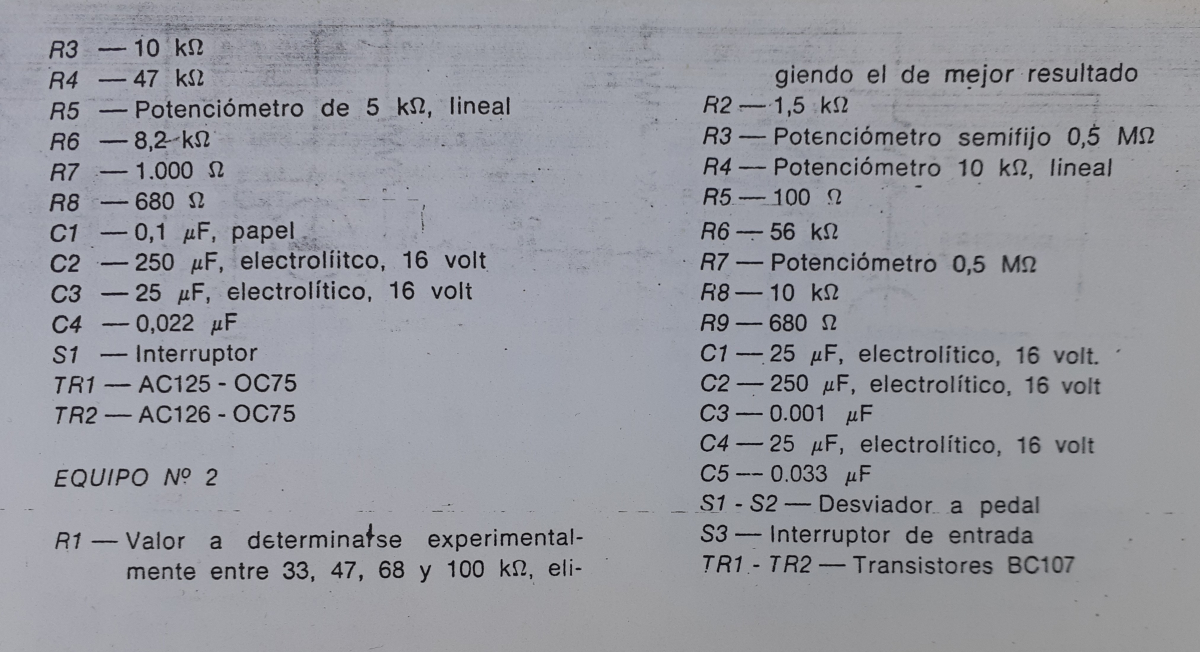 R3 — 10 kΩ
R4 — 47 kΩ
R5 — Potenciómetro de 5 kΩ, lineal
R6 — 8,2 kΩ
R7 — 1.000 Ω
R8 — 680 Ω
C1 — 0,1 μF, papel
C2 — 250 μF, electrolíitco, 16 volt
C3 — 25 μF, electrolítico, 16 volt
C4 — 0,022 μF
S1 — Interruptor
TR1 — AC125 - OC75
TR2 — AC126 - OC75
EQUIPO Nº 2
R1 — Valor a determinarse experimental-
mente entre 33, 47, 68 y 100 kΩ, eli-
giendo el de mejor resultado
R2 — 1,5 kΩ
R3 — Potenciómetro semifijo 0,5 MΩ
R4 — Potenciómetro 10 kΩ, lineal
R5 — 100 Ω
R6 — 56 kΩ
R7 — Potenciómetro 0,5 MΩ
R8 — 10 kΩ
R9 — 680 Ω
C1 — 25 μF, electrolítico, 16 volt.
C2 — 250 μF, electrolítico, 16 volt
C3 — 0.001 μF
C4 — 25 μF, electrolítico, 16 volt
C5 — 0.033 μF
S1 - S2 — Desviador a pedal
S3 — Interruptor de entrada
TR1 - TR2 — Transistores BC107